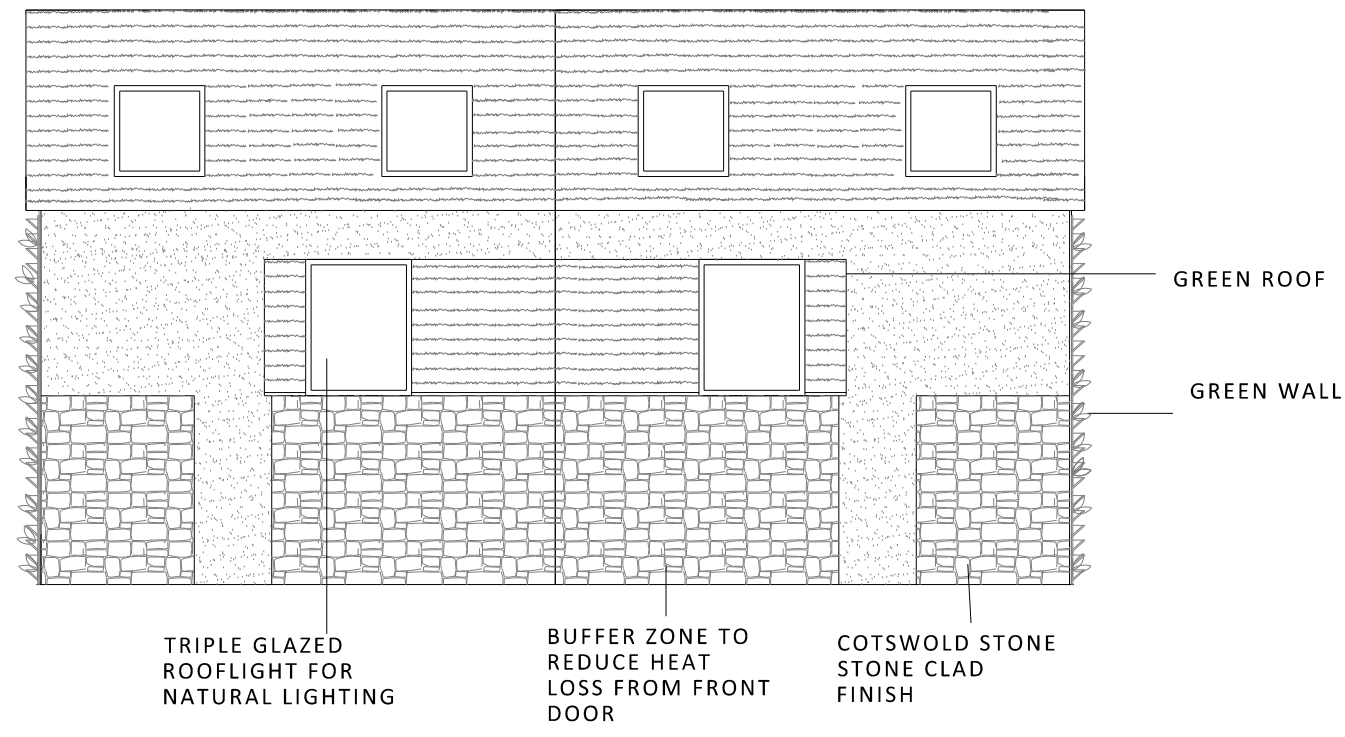 GREEN ROOF
GREEN WALL
TRIPLE GLAZED
ROOFLIGHT FOR
NATURAL LIGHTING
BUFFER ZONE TO
REDUCE HEAT
LOSS FROM FRONT
DOOR
COTSWOLD STONE
STONE CLAD
FINISH